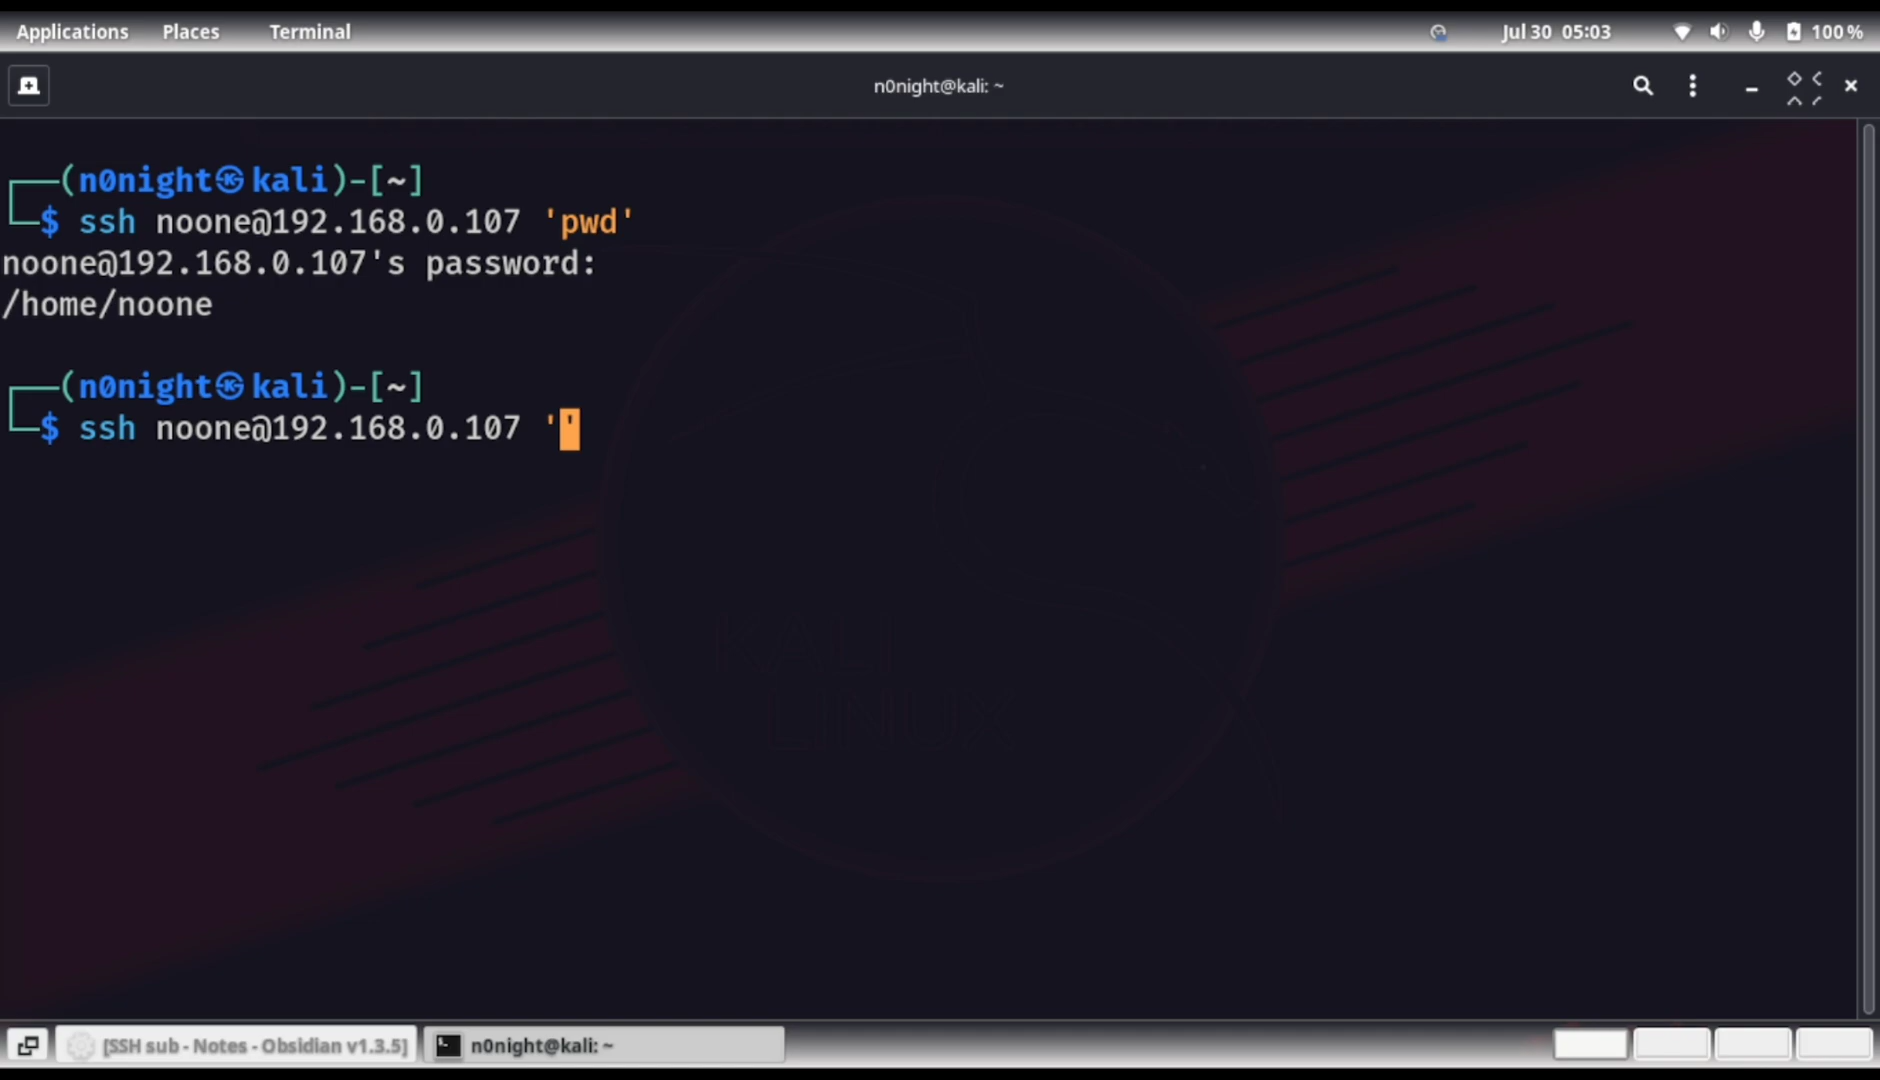 Applications Places Terminal Jul 30 05:03 100 %
n0night@kali: ~
┌──(n0night㉿kali)-[~]
└─$ ssh noone@192.168.0.107 'pwd'
noone@192.168.0.107's password:
/home/noone
┌──(n0night㉿kali)-[~]
└─$ ssh noone@192.168.0.107 ''
KALI
LINUX
[SSH sub - Notes - Obsidian v1.3.5] n0night@kali: ~